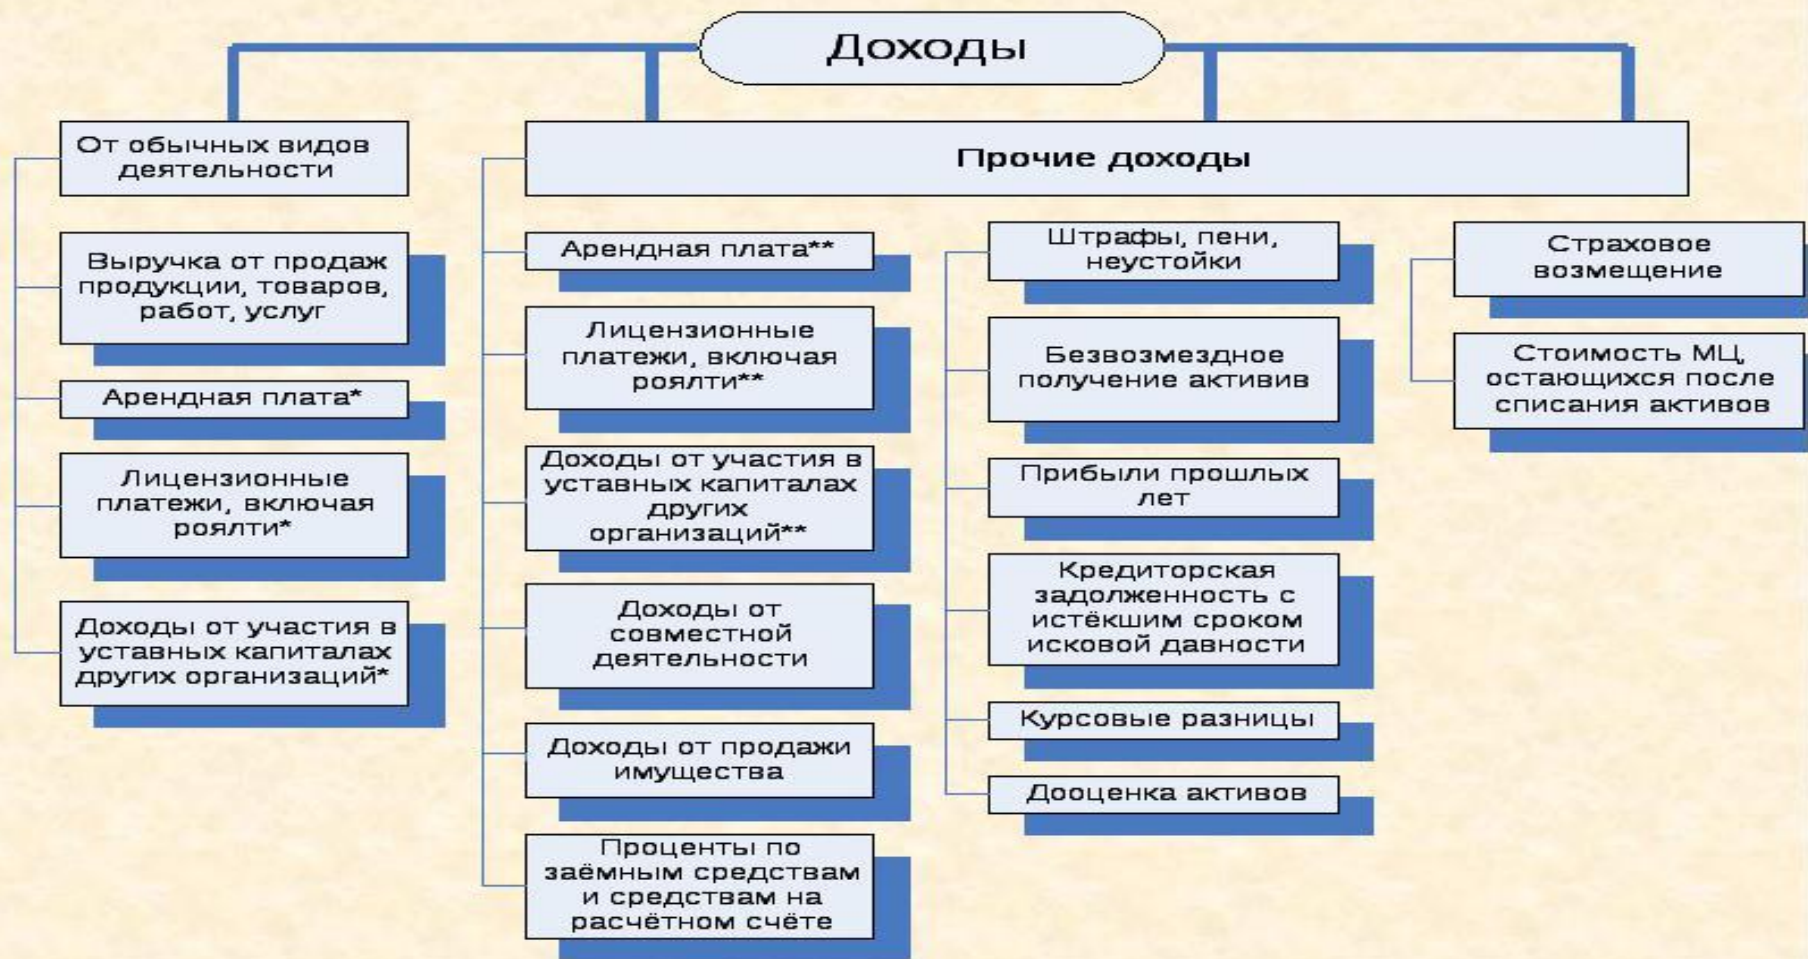 Доходы
От обычных видов
деятельности
Выручка от продаж
продукции, товаров,
работ, услуг
Арендная плата*
Лицензионные
платежи, включая
роялти*
Доходы от участия в
уставных капиталах
других организаций*
Прочие доходы
Арендная плата**
Лицензионные
платежи, включая
роялти**
Доходы от участия в
уставных капиталах
других
организаций**
Доходы от
совместной
деятельности
Доходы от продажи
имущества
Проценты по
заёмным средствам
и средствам на
расчётном счёте
Штрафы, пени,
неустойки
Безвозмездное
получение активив
Прибыли прошлых
лет
Кредиторская
задолженность с
истёкшим сроком
исковой давности
Курсовые разницы
Дооценка активов
Страховое
возмещение
Стоимость МЦ,
остающихся после
списания активов